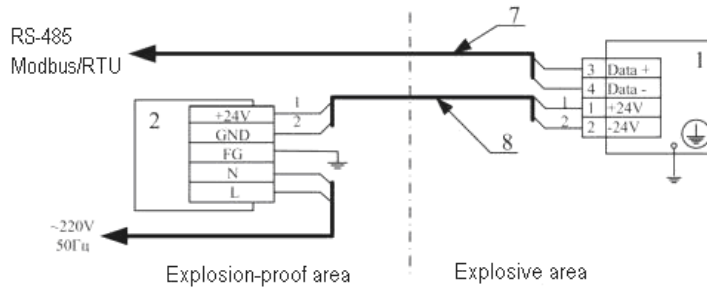 RS-485
Modbus/RTU
7
1
3 Data +
4 Data -
1 1 +24V
2 2 -24V
8
2
+24V 1
GND 2
FG
N
L
~220V
50Гц
Explosion-proof area
Explosive area